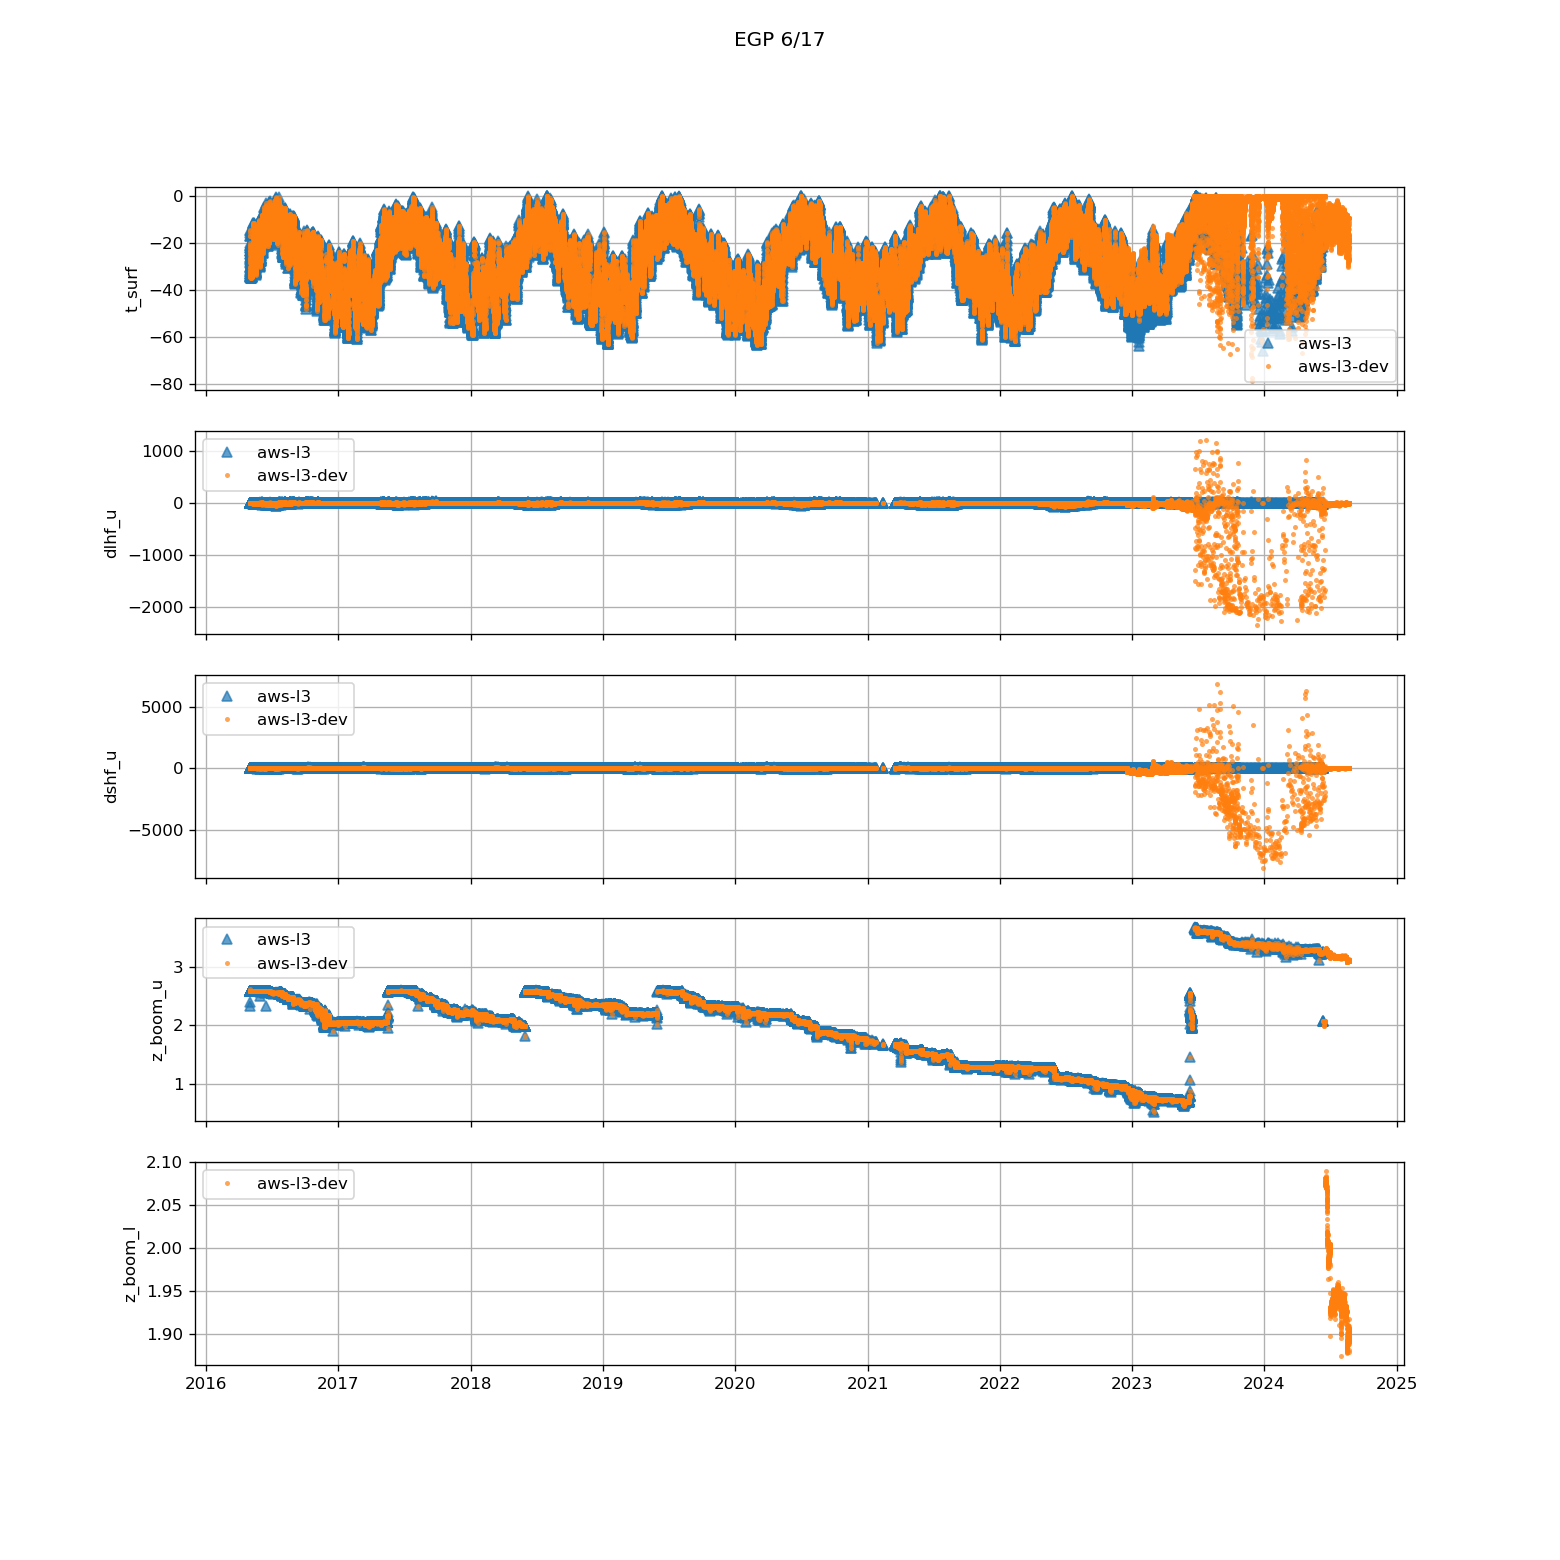 EGP 6/17
t_surf
0
−20
−40
−60
−80
aws-l3
aws-l3-dev
dlhf_u
1000
0
−1000
−2000
aws-l3
aws-l3-dev
dshf_u
5000
0
−5000
aws-l3
aws-l3-dev
z_boom_u
3
2
1
aws-l3
aws-l3-dev
z_boom_l
2.10
2.05
2.00
1.95
1.90
aws-l3-dev
2016 2017 2018 2019 2020 2021 2022 2023 2024 2025